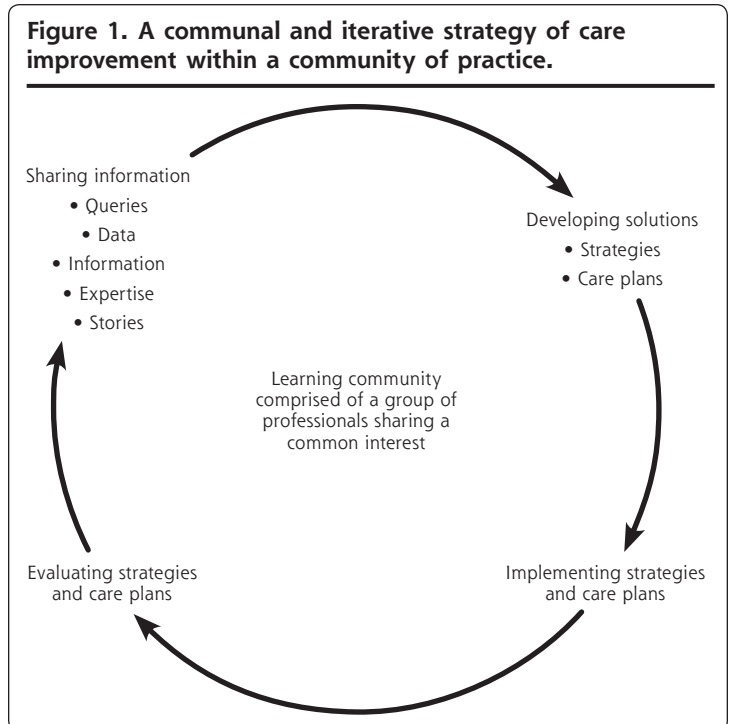 Figure 1. A communal and iterative strategy of care
improvement within a community of practice.
Sharing information
• Queries
• Data
• Information
• Expertise
• Stories
Developing solutions
• Strategies
• Care plans
Learning community
comprised of a group of
professionals sharing a
common interest
Evaluating strategies
and care plans
Implementing strategies
and care plans